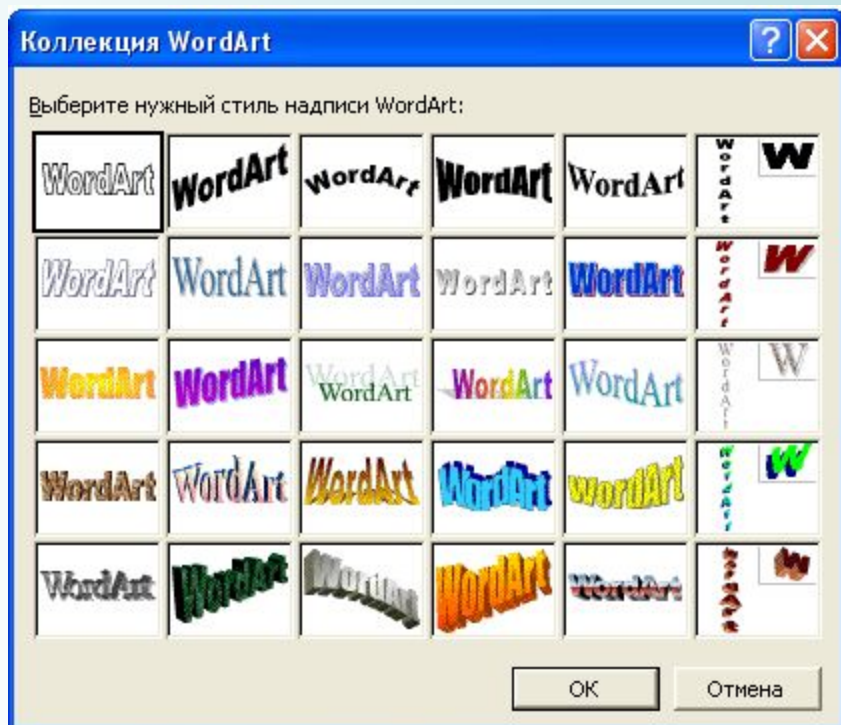 Коллекция WordArt
Выберите нужный стиль надписи WordArt:
WordArt WordArt WordArt WordArt WordArt WordArt W
WordArt WordArt WordArt WordArt WordArt WordArt W
WordArt WordArt WordArt WordArt WordArt WordArt WordArt W
WordArt WordArt WordArt WordArt WordArt WordArt W
WordArt WordArt WordArt WordArt WordArt WordArt W
ОК Отмена